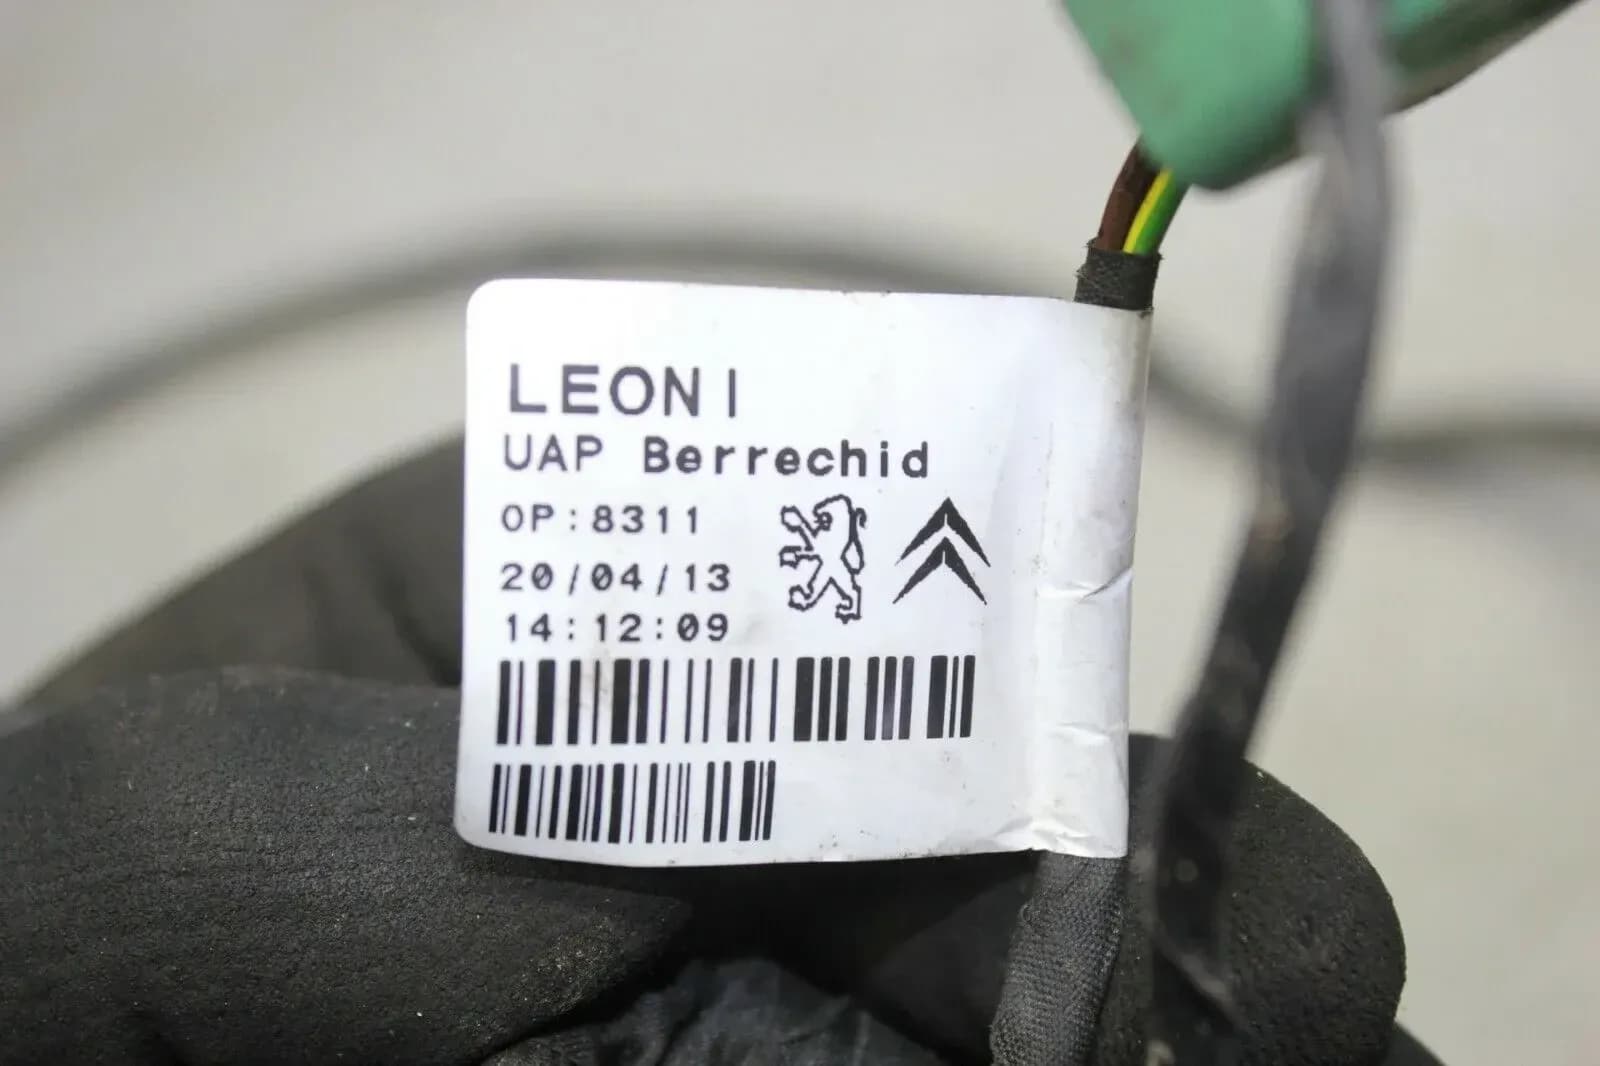 LEONI
UAP Berrechid
OP:8311
20/04/13
14:12:09